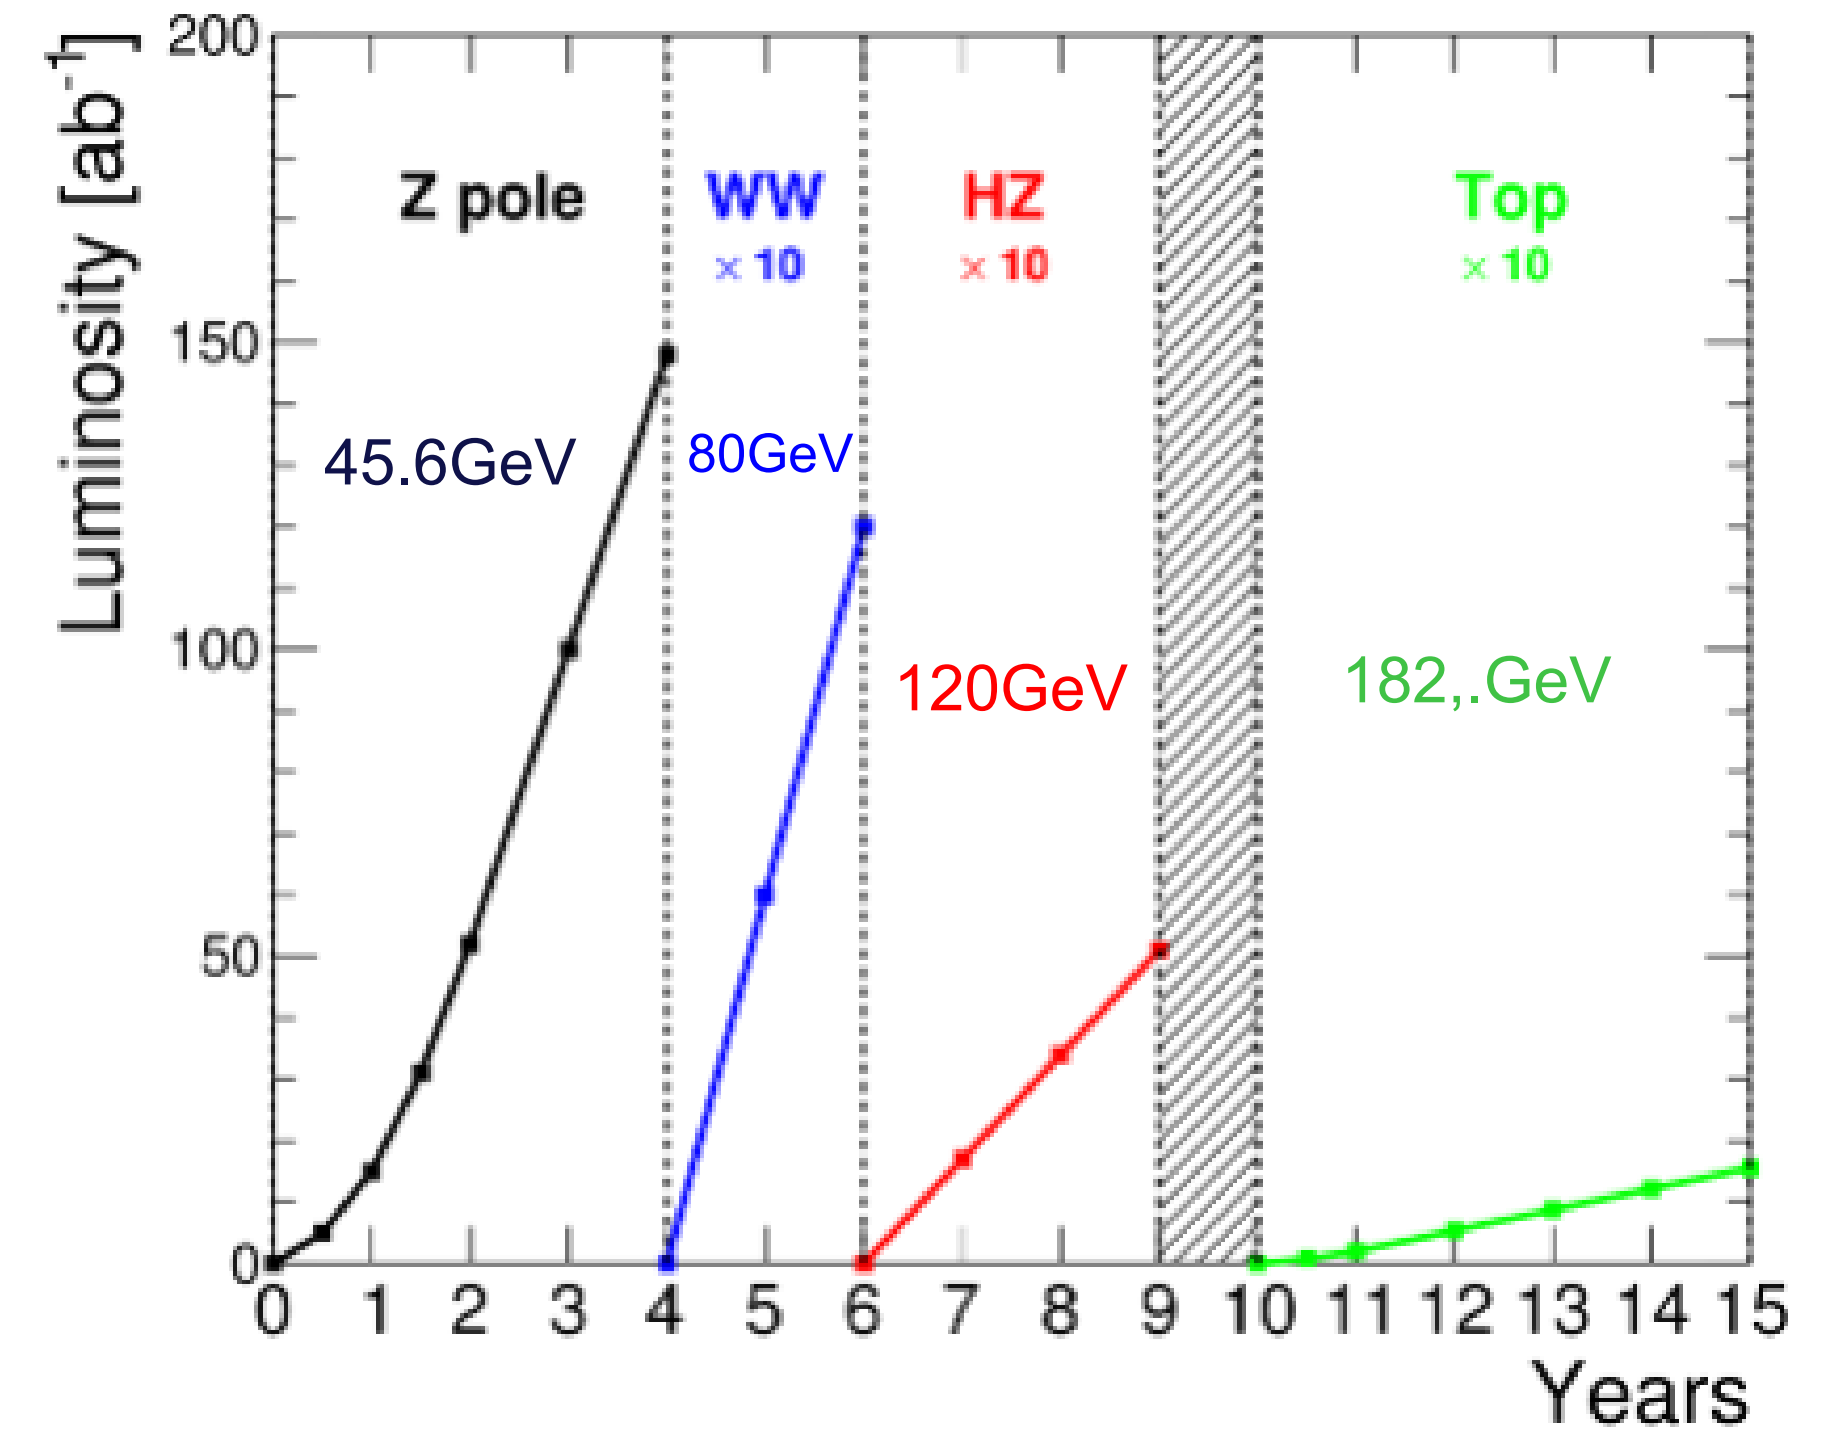 Luminosity [ab⁻¹]
200
150
100
50
0
Z pole
WW
× 10
HZ
× 10
Top
× 10
45.6GeV
80GeV
120GeV
182,.GeV
0 1 2 3 4 5 6 7 8 9 10 11 12 13 14 15
Years